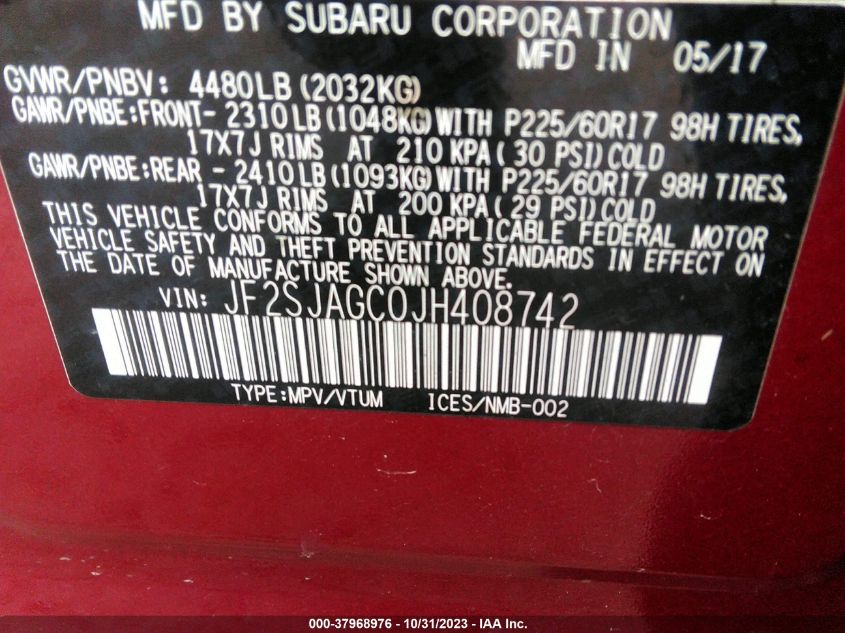 MFD BY SUBARU CORPORATION
MFD IN 05/17
GVWR/PNBV: 4480LB (2032KG)
GAWR/PNBE:FRONT- 2310LB (1048KG)WITH P225/60R17 98H TIRES,
17X7J RIMS AT 210 KPA( 30 PSI)COLD
GAWR/PNBE:REAR - 2410LB (1093KG)WITH P225/60R17 98H TIRES,
17X7J RIMS AT 200 KPA( 29 PSI)COLD
THIS VEHICLE CONFORMS TO ALL APPLICABLE FEDERAL MOTOR
VEHICLE SAFETY AND THEFT PREVENTION STANDARDS IN EFFECT ON
THE DATE OF MANUFACTURE SHOWN ABOVE.
VIN: JF2SJAGC0JH408742
TYPE:MPV/VTUM ICES/NMB-002
000-37968976 - 10/31/2023 - IAA Inc.